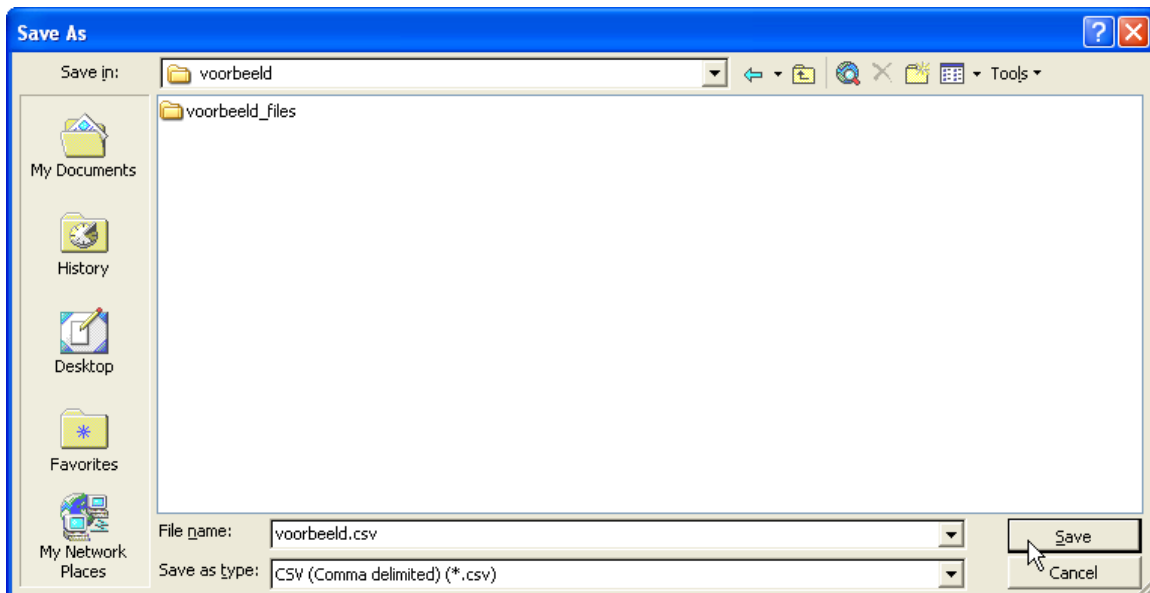 Save As
Save in:
voorbeeld
Tools
voorbeeld_files
My Documents
History
Desktop
Favorites
My Network
Places
File name:
voorbeeld.csv
Save
Save as type:
CSV (Comma delimited) (*.csv)
Cancel